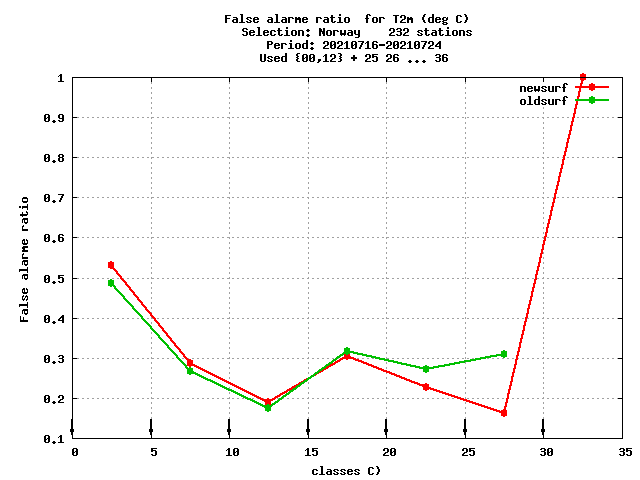 False alarme ratio  for T2m (deg C)
Selection: Norway    232 stations
Period: 20210716-20210724
Used {00,12} + 25 26 ... 36
newsurf
oldsurf
False alarme ratio
1
0.9
0.8
0.7
0.6
0.5
0.4
0.3
0.2
0.1
0 5 10 15 20 25 30 35
classes C)